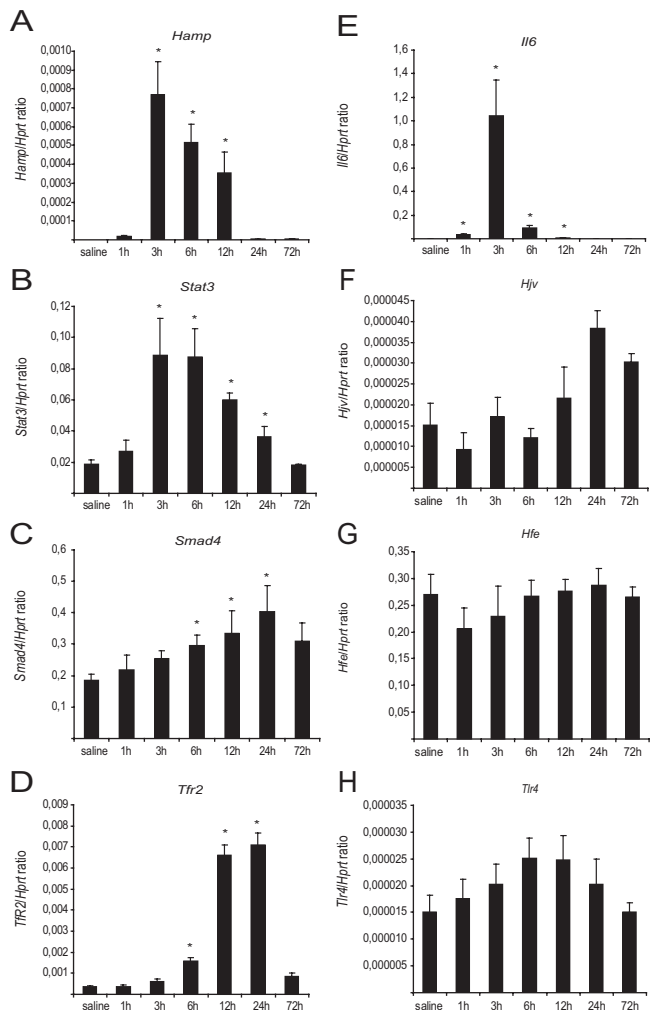 A
Hamp
Hamp/Hprt ratio
0,0010
0,0009
0,0008
0,0007
0,0006
0,0005
0,0004
0,0003
0,0002
0,0001
* * *
saline 1h 3h 6h 12h 24h 72h
B
Stat3
Stat3/Hprt ratio
0,12
0,10
0,08
0,06
0,04
0,02
* * * *
saline 1h 3h 6h 12h 24h 72h
C
Smad4
Smad4/Hprt ratio
0,6
0,5
0,4
0,3
0,2
0,1
* * *
saline 1h 3h 6h 12h 24h 72h
D
Tfr2
TfR2/Hprt ratio
0,009
0,008
0,007
0,006
0,005
0,004
0,003
0,002
0,001
* * *
saline 1h 3h 6h 12h 24h 72h
E
Il6
Il6/Hprt ratio
1,6
1,4
1,2
1,0
0,8
0,6
0,4
0,2
* * * *
saline 1h 3h 6h 12h 24h 72h
F
Hjv
Hjv/Hprt ratio
0,000045
0,000040
0,000035
0,000030
0,000025
0,000020
0,000015
0,000010
0,000005
saline 1h 3h 6h 12h 24h 72h
G
Hfe
Hfe/Hprt ratio
0,35
0,30
0,25
0,20
0,15
0,10
0,05
saline 1h 3h 6h 12h 24h 72h
H
Tlr4
Tlr4/Hprt ratio
0,000035
0,000030
0,000025
0,000020
0,000015
0,000010
0,000005
saline 1h 3h 6h 12h 24h 72h